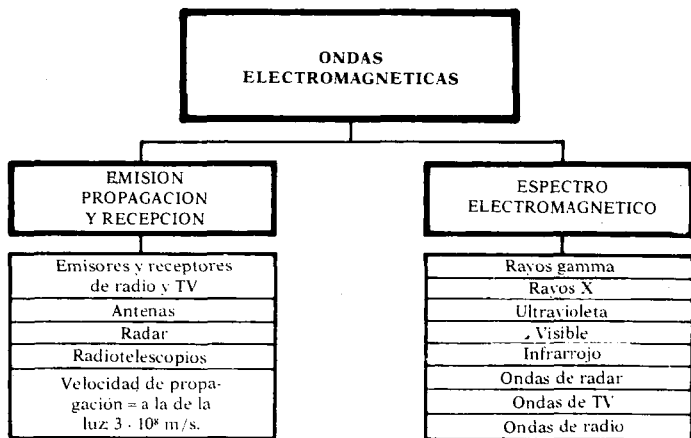 ONDAS
ELECTROMAGNETICAS
EMISION
PROPAGACION
Y RECEPCION
Emisores y receptores
de radio y TV
Antenas
Radar
Radiotelescopios
Velocidad de propa-
gación = a la de la
luz: 3 · 10⁸ m/s.
ESPECTRO
ELECTROMAGNETICO
Rayos gamma
Rayos X
Ultravioleta
Visible
Infrarrojo
Ondas de radar
Ondas de TV
Ondas de radio